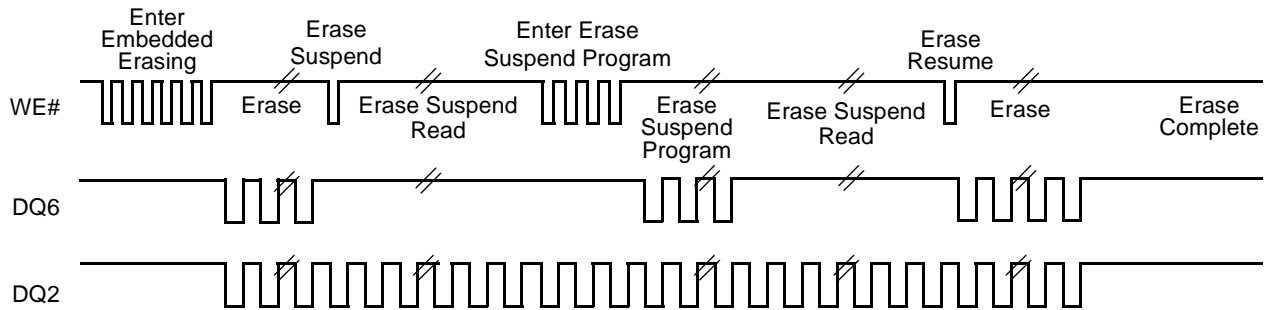 Enter
Embedded
Erasing
Erase
Suspend
Enter Erase
Suspend Program
Erase
Resume
WE#
Erase
Erase Suspend
Read
Erase
Suspend
Program
Erase Suspend
Read
Erase
Erase
Complete
DQ6
DQ2